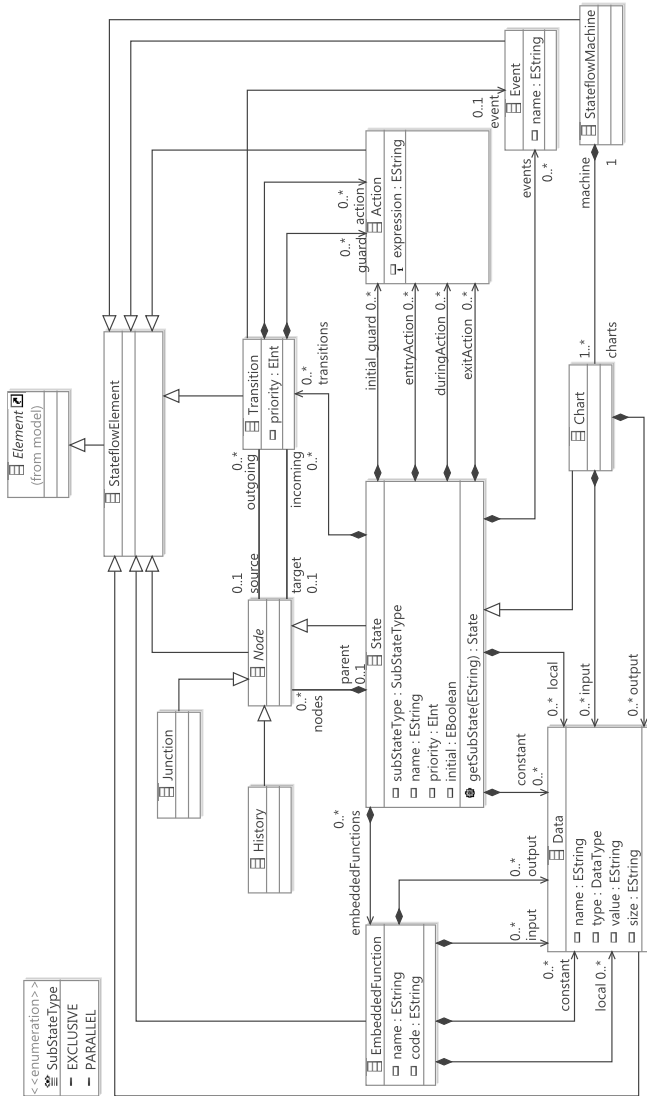 <<enumeration>>
SubStateType
EXCLUSIVE
PARALLEL
Element
(from model)
StateflowElement
Junction
History
Node
0..1
source
0..*
outgoing
target
0..1
incoming
0..*
Transition
priority : EInt
0..*
transitions
0..*
nodes
parent
0..1
0..*
guard
0..*
action
Action
expression : EString
0..1
event
Event
name : EString
events
0..*
StateflowMachine
machine
1
1..*
charts
Chart
State
subStateType : SubStateType
name : EString
priority : EInt
initial : EBoolean
getSubState(EString) : State
initial_guard 0..*
entryAction 0..*
duringAction 0..*
exitAction 0..*
0..*
embeddedFunctions
EmbeddedFunction
name : EString
code : EString
0..*
output
0..*
input
0..*
constant
local 0..*
constant
0..*
0..* local
0..* input
0..* output
Data
name : EString
type : DataType
value : EString
size : EString